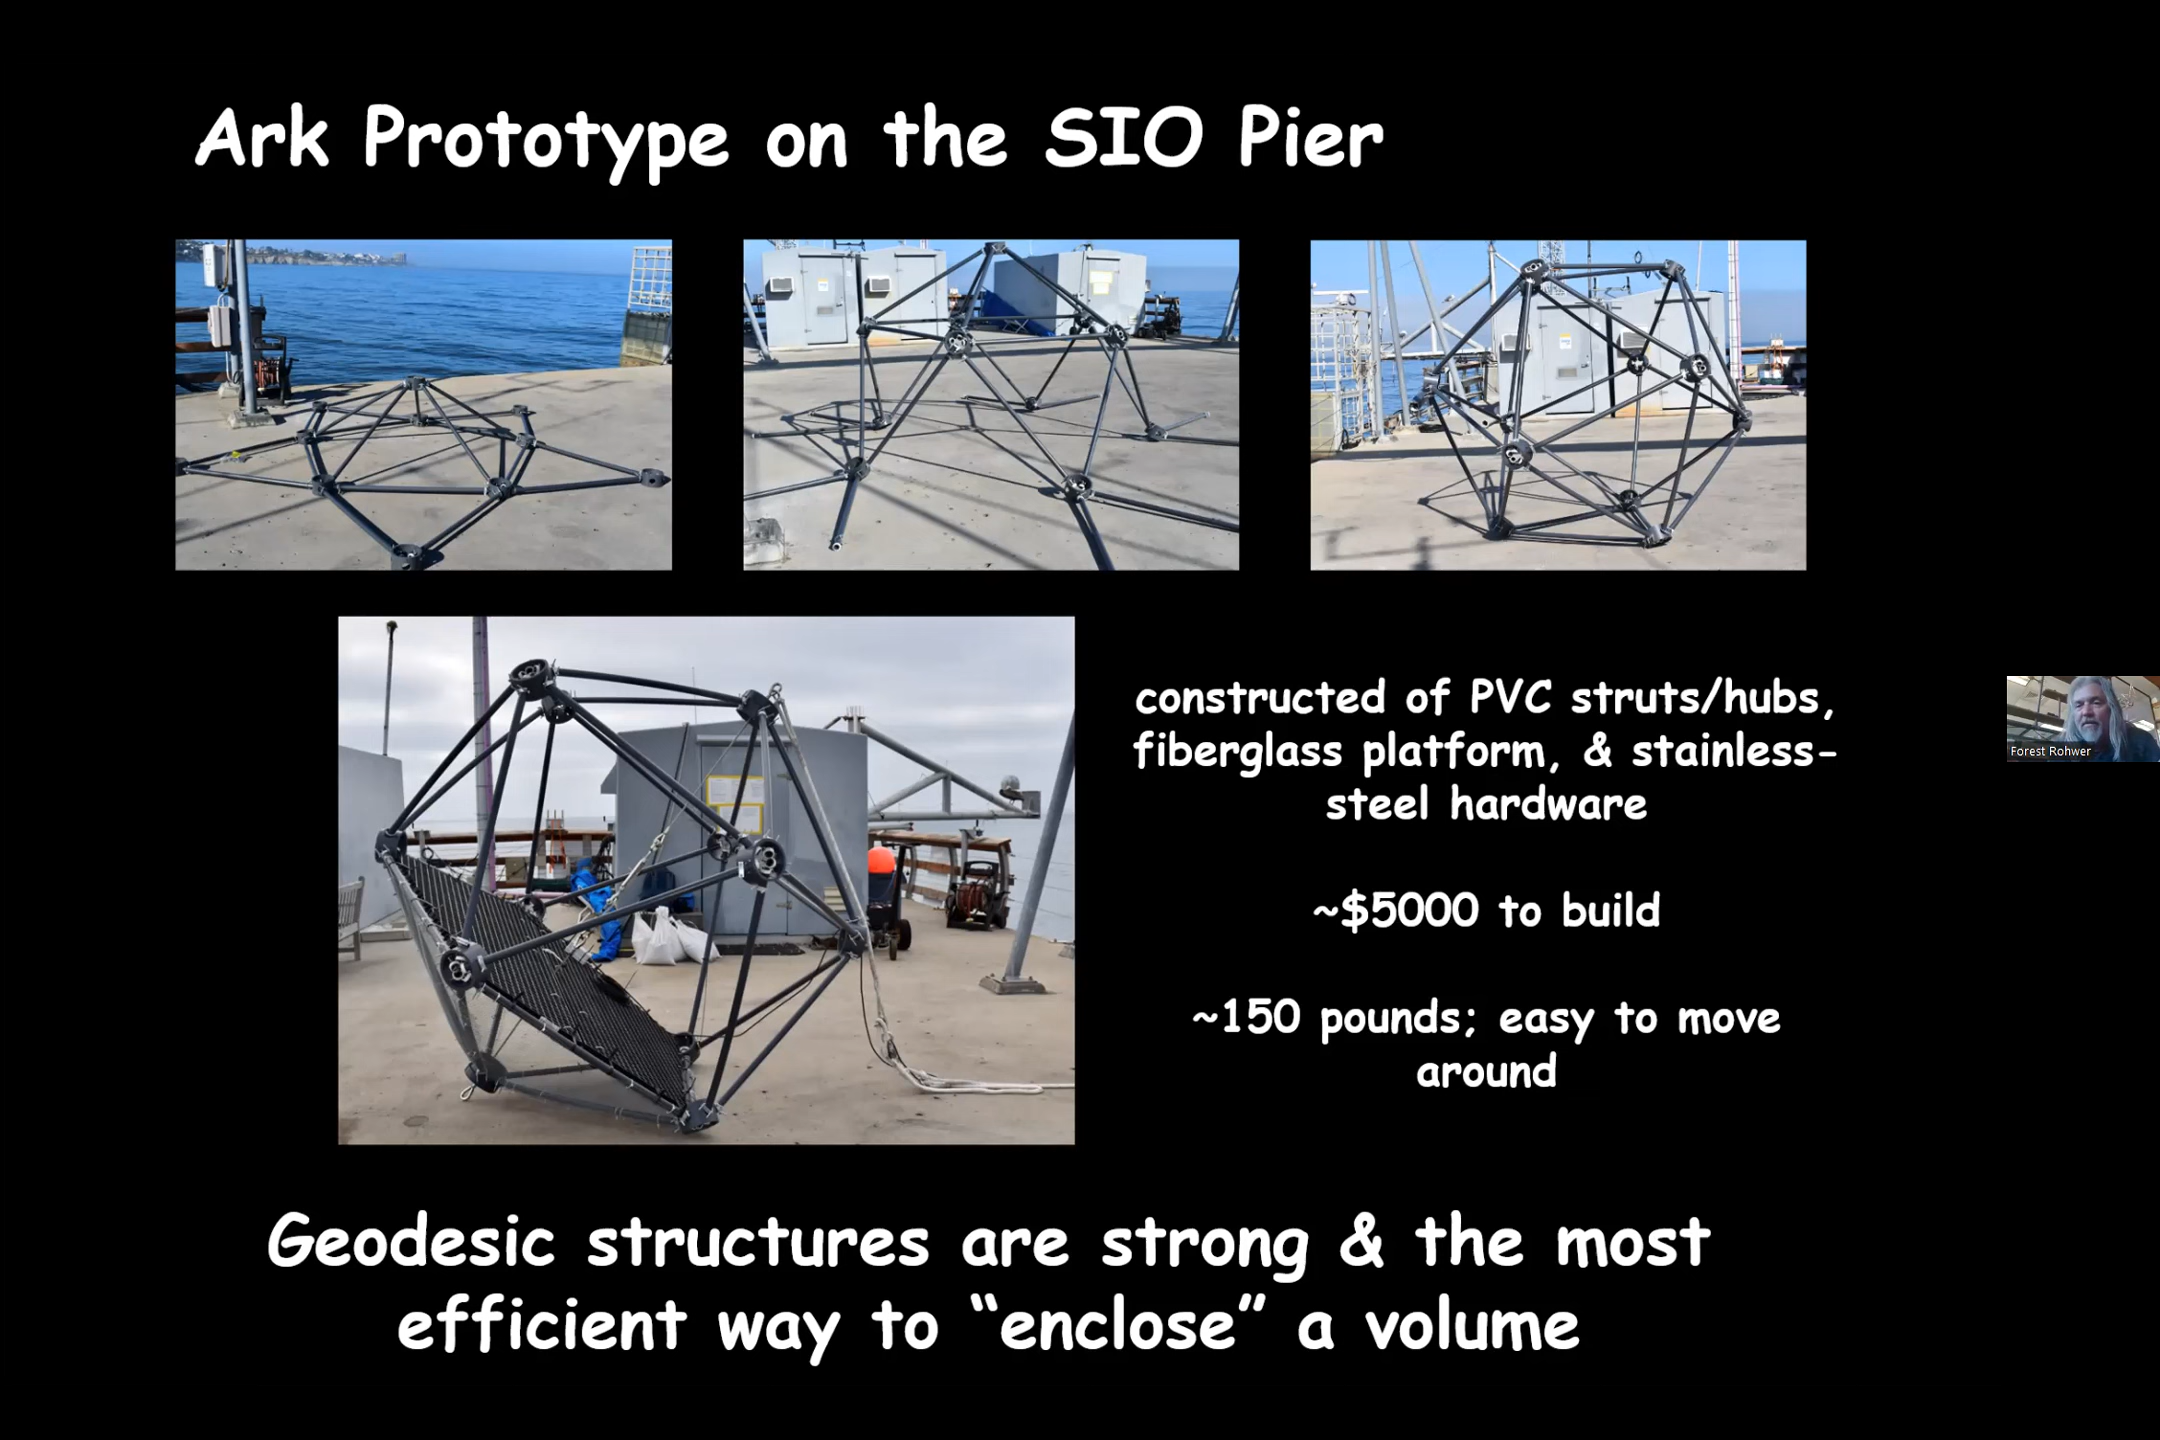 Ark Prototype on the SIO Pier
constructed of PVC struts/hubs,
fiberglass platform, & stainless-
steel hardware
~$5000 to build
~150 pounds; easy to move
around
Forest Rohwer
Geodesic structures are strong & the most
efficient way to “enclose” a volume